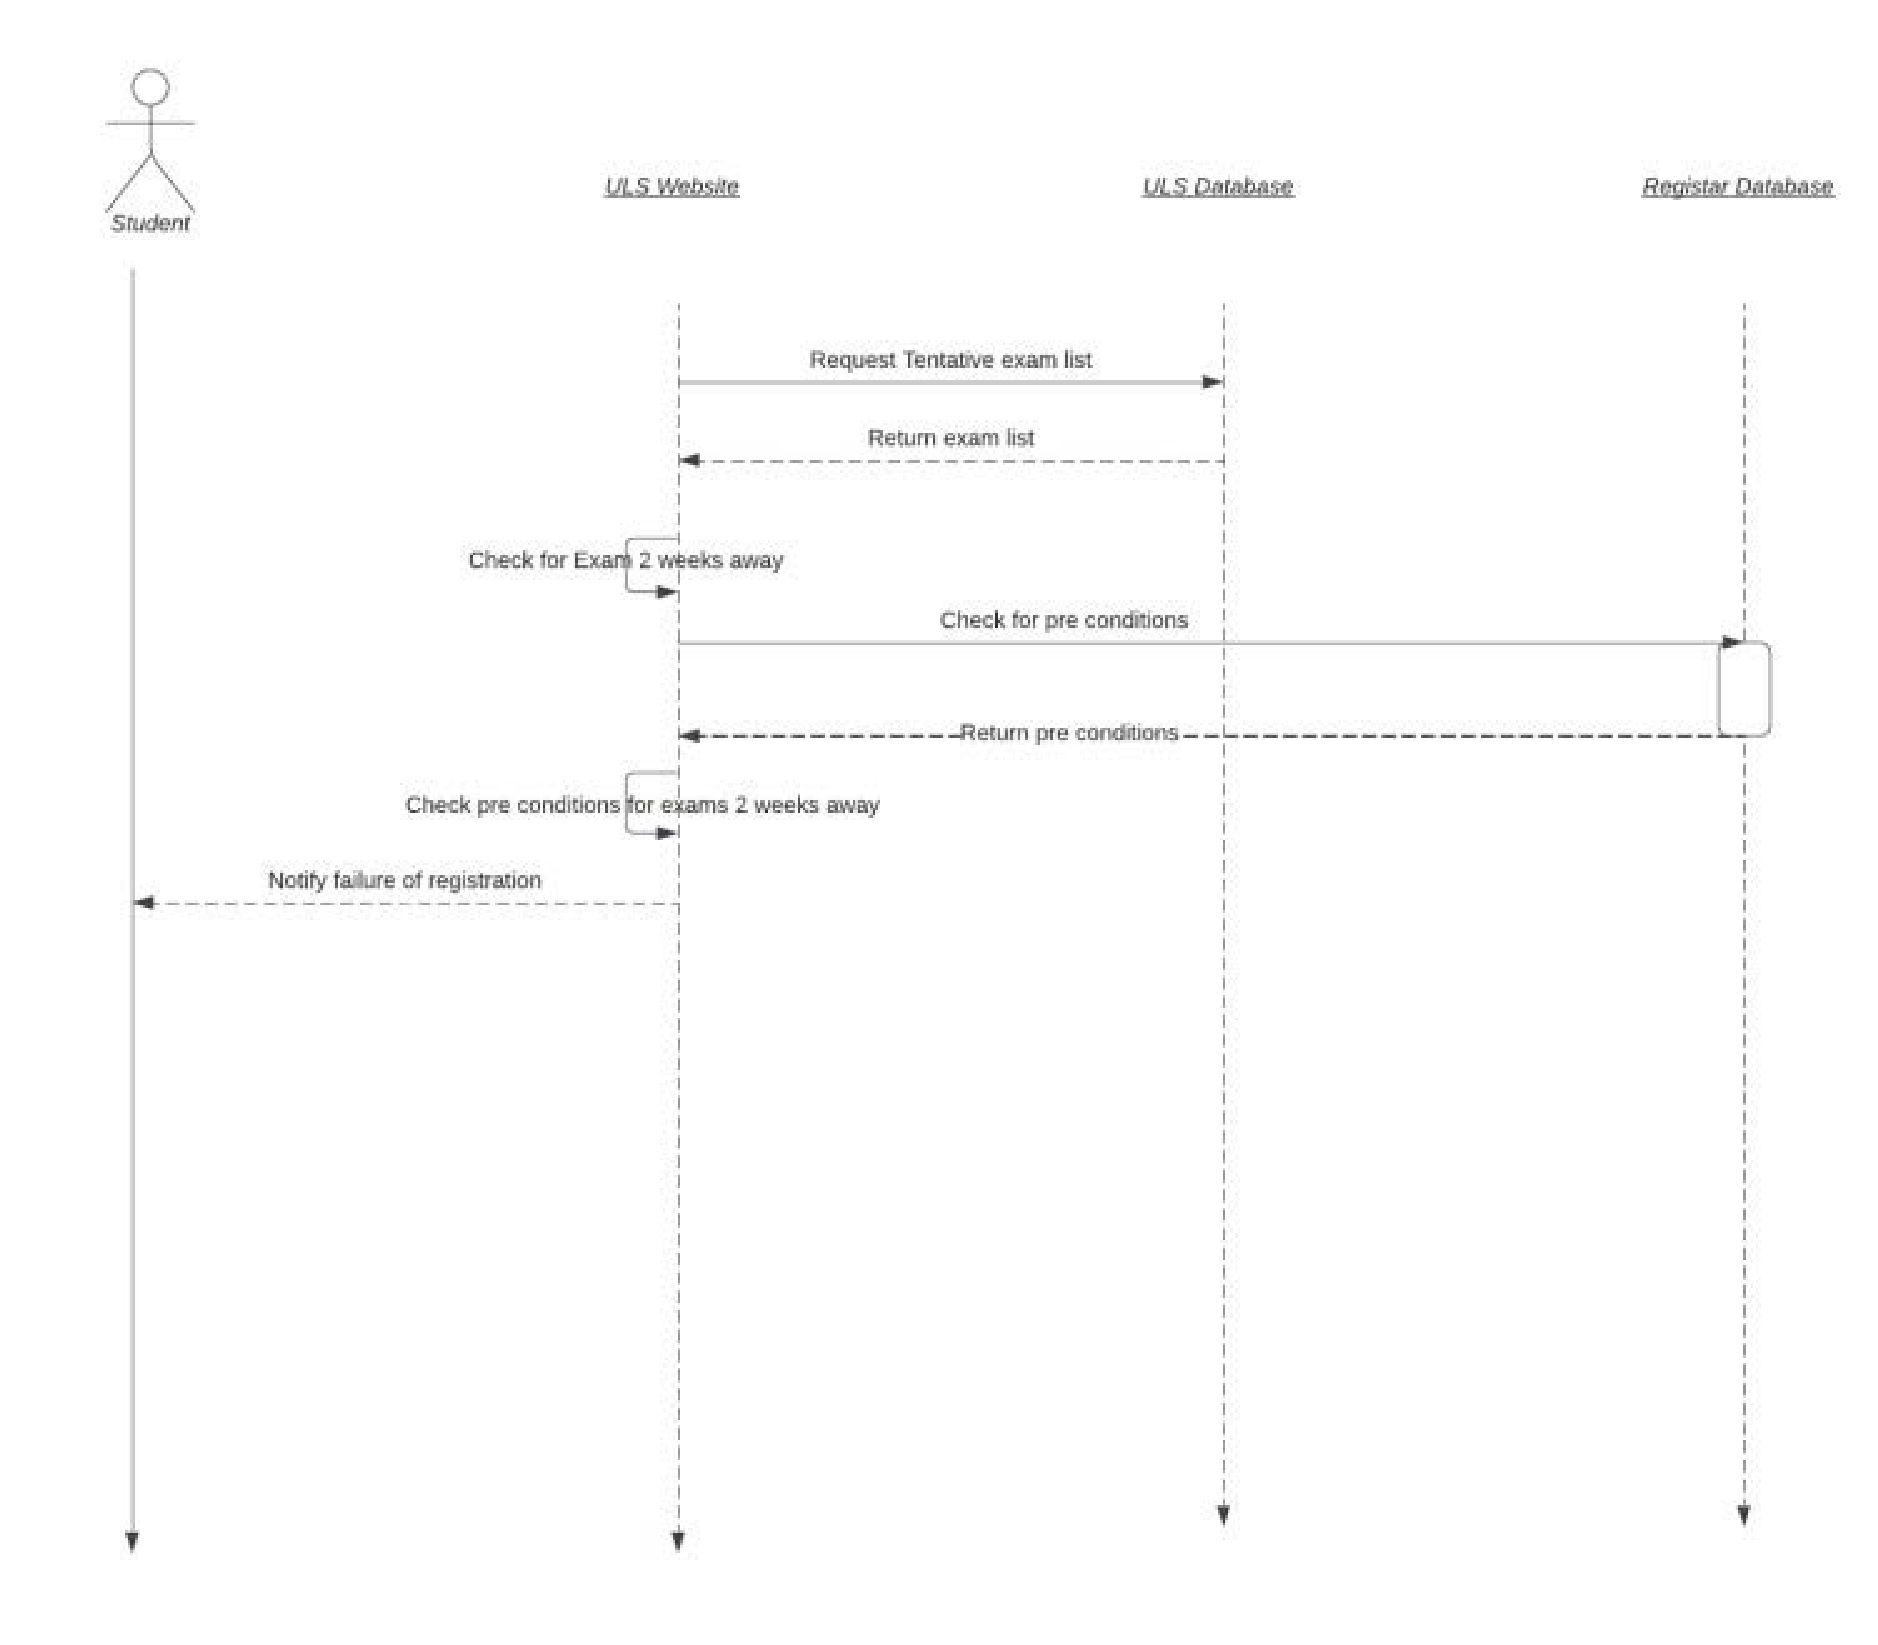 Student
ULS Website
ULS Database
Registar Database
Request Tentative exam list
Return exam list
Check for Exam 2 weeks away
Check for pre conditions
Return pre conditions
Check pre conditions for exams 2 weeks away
Notify failure of registration